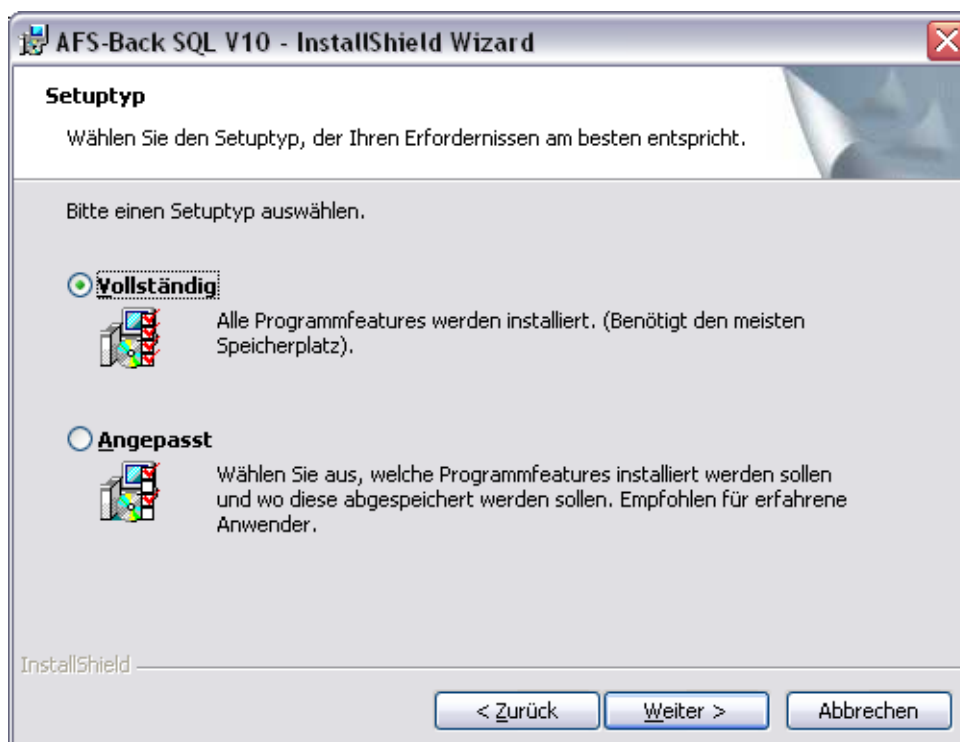 AFS-Back SQL V10 - InstallShield Wizard
Setuptyp
Wählen Sie den Setuptyp, der Ihren Erfordernissen am besten entspricht.
Bitte einen Setuptyp auswählen.
Vollständig
Alle Programmfeatures werden installiert. (Benötigt den meisten
Speicherplatz).
Angepasst
Wählen Sie aus, welche Programmfeatures installiert werden sollen
und wo diese abgespeichert werden sollen. Empfohlen für erfahrene
Anwender.
InstallShield
< Zurück
Weiter >
Abbrechen